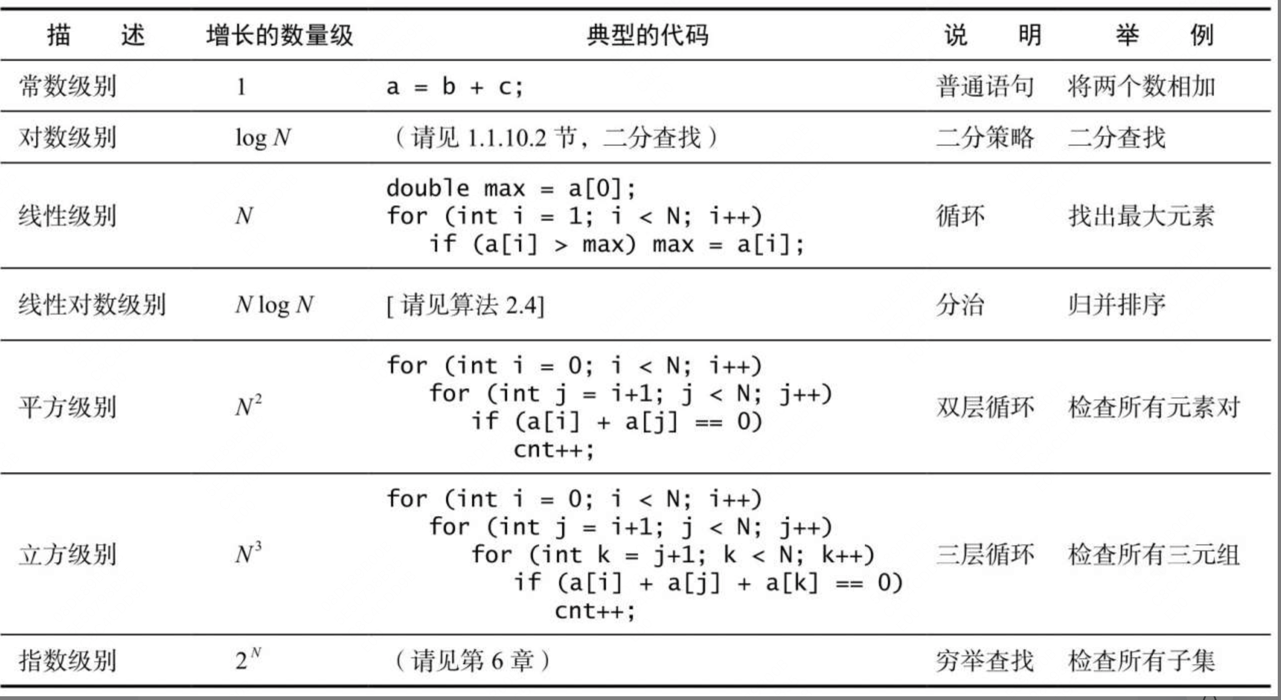 描 述 增长的数量级 典型的代码 说 明 举 例
常数级别 1 a = b + c; 普通语句 将两个数相加
对数级别 log N （请见 1.1.10.2 节，二分查找） 二分策略 二分查找
double max = a[0];
线性级别 N for (int i = 1; i < N; i++) 循环 找出最大元素
if (a[i] > max) max = a[i];
线性对数级别 N log N [ 请见算法 2.4] 分治 归并排序
for (int i = 0; i < N; i++)
for (int j = i+1; j < N; j++)
平方级别 N² if (a[i] + a[j] == 0) 双层循环 检查所有元素对
cnt++;
for (int i = 0; i < N; i++)
for (int j = i+1; j < N; j++)
立方级别 N³ for (int k = j+1; k < N; k++) 三层循环 检查所有三元组
if (a[i] + a[j] + a[k] == 0)
cnt++;
指数级别 2ᴺ （请见第 6 章） 穷举查找 检查所有子集